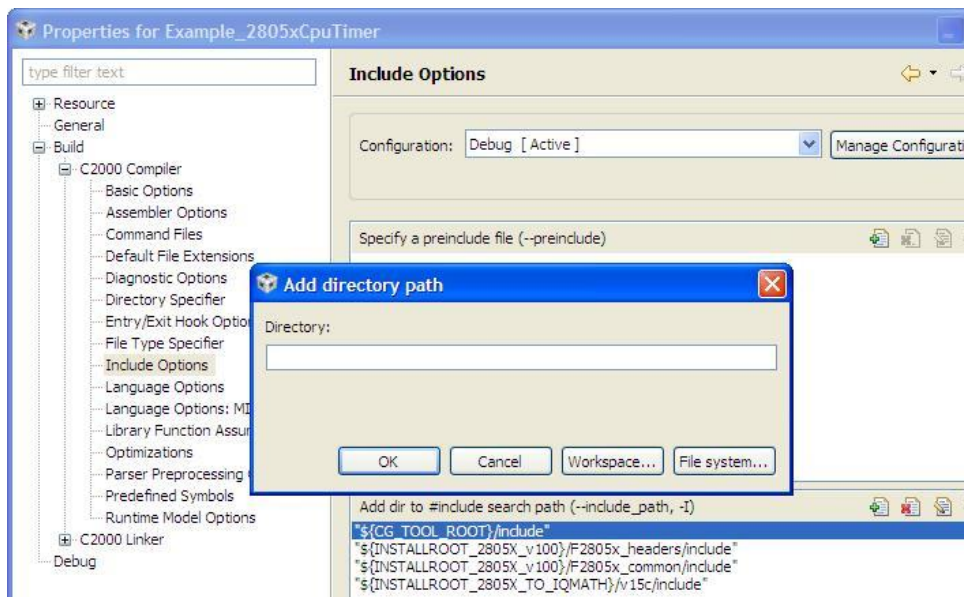 Properties for Example_2805xCpuTimer
type filter text
Resource
General
Build
C2000 Compiler
Basic Options
Assembler Options
Command Files
Default File Extensions
Diagnostic Options
Directory Specifier
Entry/Exit Hook Option
File Type Specifier
Include Options
Language Options
Language Options: MI
Library Function Assu
Optimizations
Parser Preprocessing
Predefined Symbols
Runtime Model Options
C2000 Linker
Debug
Include Options
Configuration: Debug [ Active ] Manage Configurati
Specify a preinclude file (--preinclude)
Add directory path
Directory:
OK Cancel Workspace... File system...
Add dir to #include search path (--include_path, -I)
"${CG_TOOL_ROOT}/include"
"${INSTALLROOT_2805X_v100}/F2805x_headers/include"
"${INSTALLROOT_2805X_v100}/F2805x_common/include"
"${INSTALLROOT_2805X_TO_IQMATH}/v15c/include"